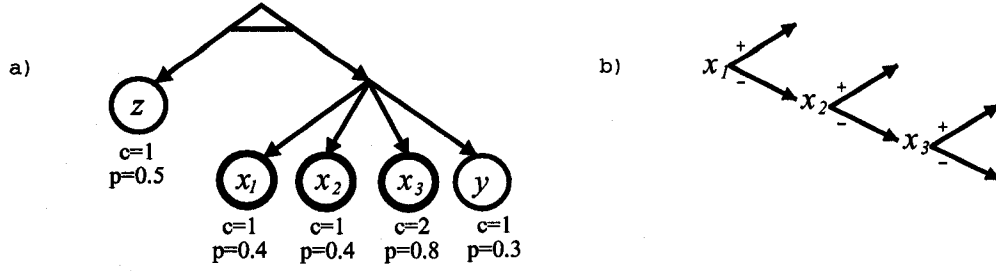 a)
z
c=1
p=0.5
x1 x2 x3 y
c=1 c=1 c=2 c=1
p=0.4 p=0.4 p=0.8 p=0.3
b)
x1 + -
x2 + -
x3 + -